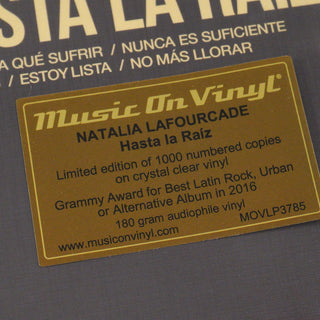 STA LA RAÍZ
A QUÉ SUFRIR / NUNCA ES SUFICIENTE
/ ESTOY LISTA / NO MÁS LLORAR
Music On Vinyl®
NATALIA LAFOURCADE
Hasta la Raíz
Limited edition of 1000 numbered copies
on crystal clear vinyl
Grammy Award for Best Latin Rock, Urban
or Alternative Album in 2016
180 gram audiophile vinyl
www.musiconvinyl.com MOVLP3785